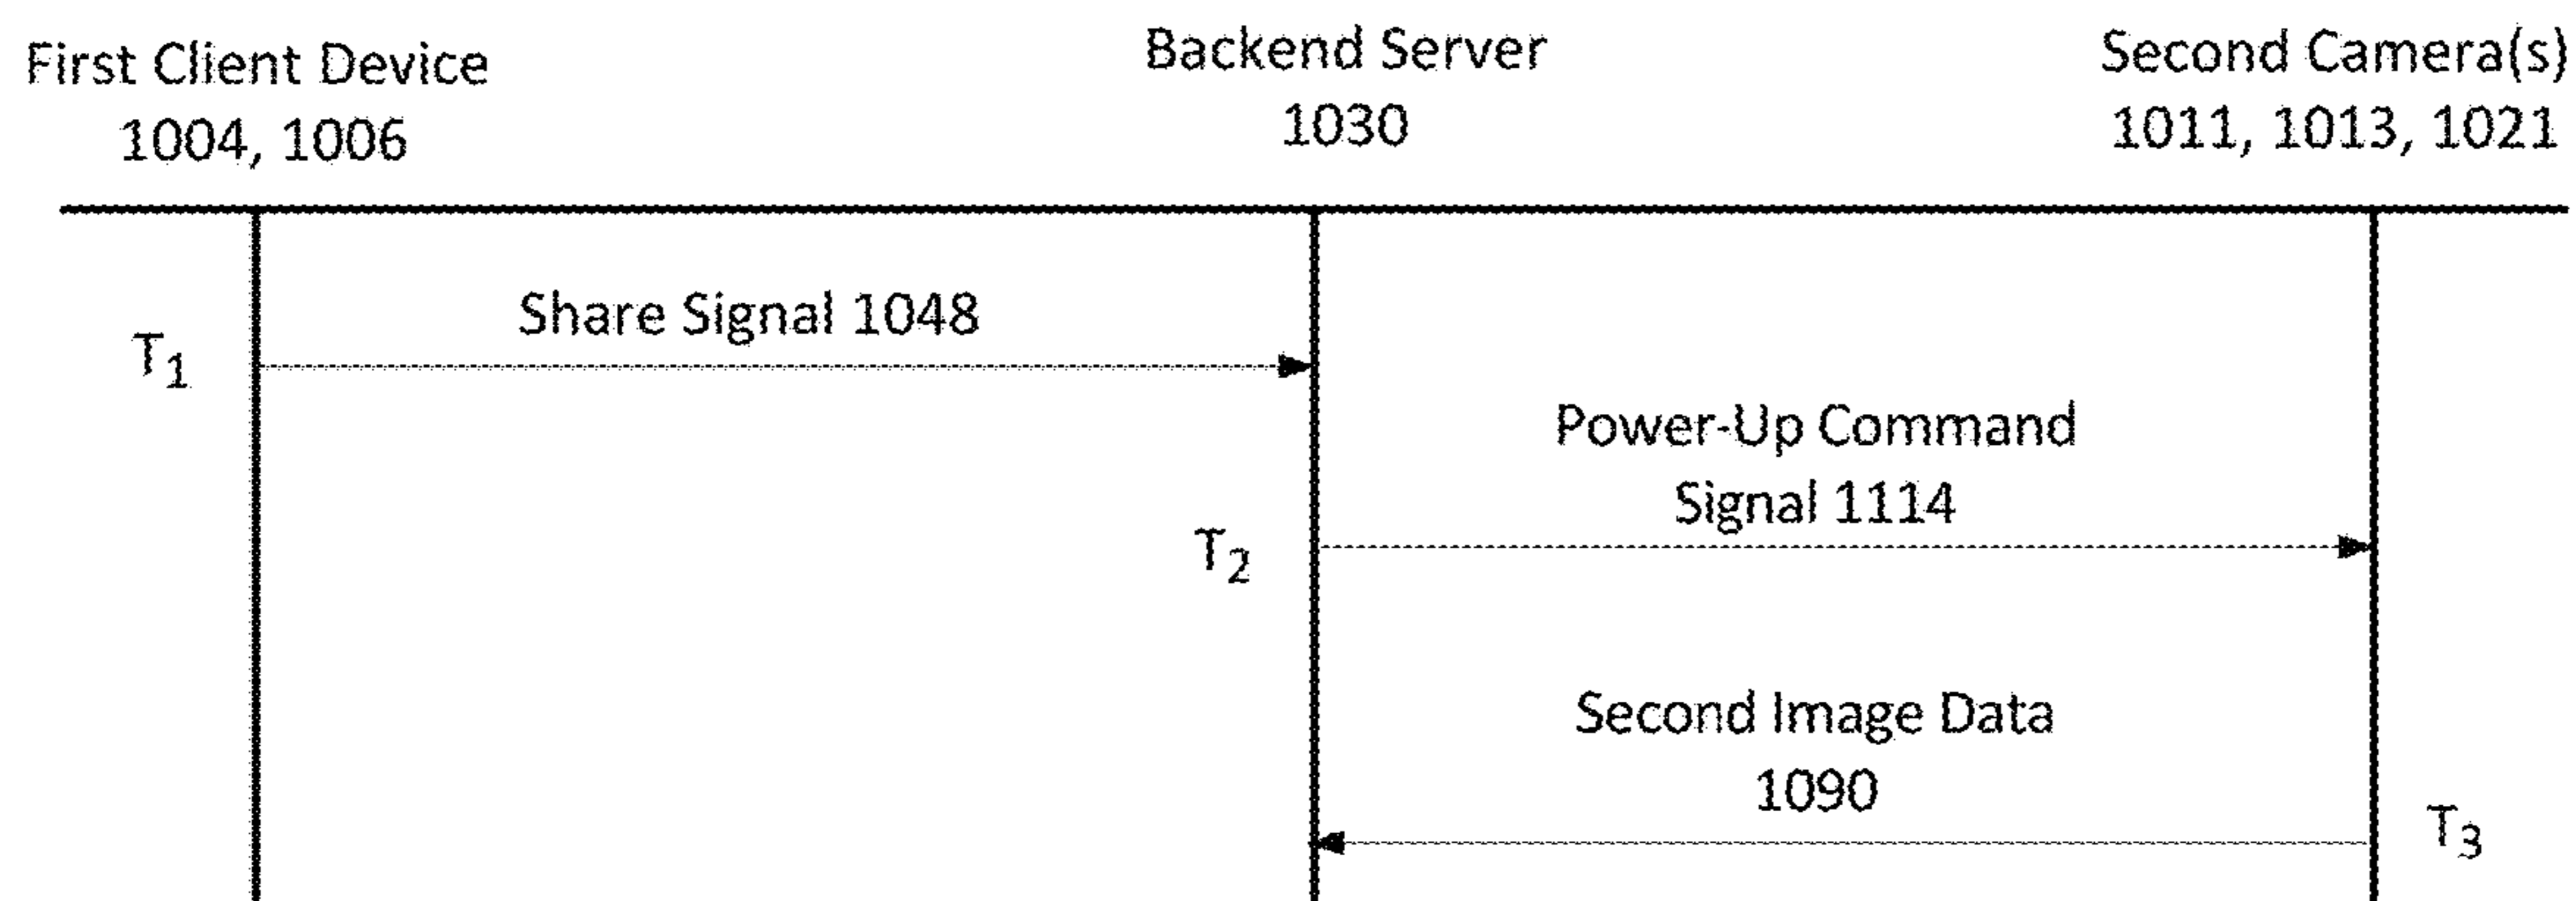 First Client Device
1004, 1006
Backend Server
1030
Second Camera(s)
1011, 1013, 1021
Share Signal 1048
T1
Power-Up Command
Signal 1114
T2
Second Image Data
1090
T3